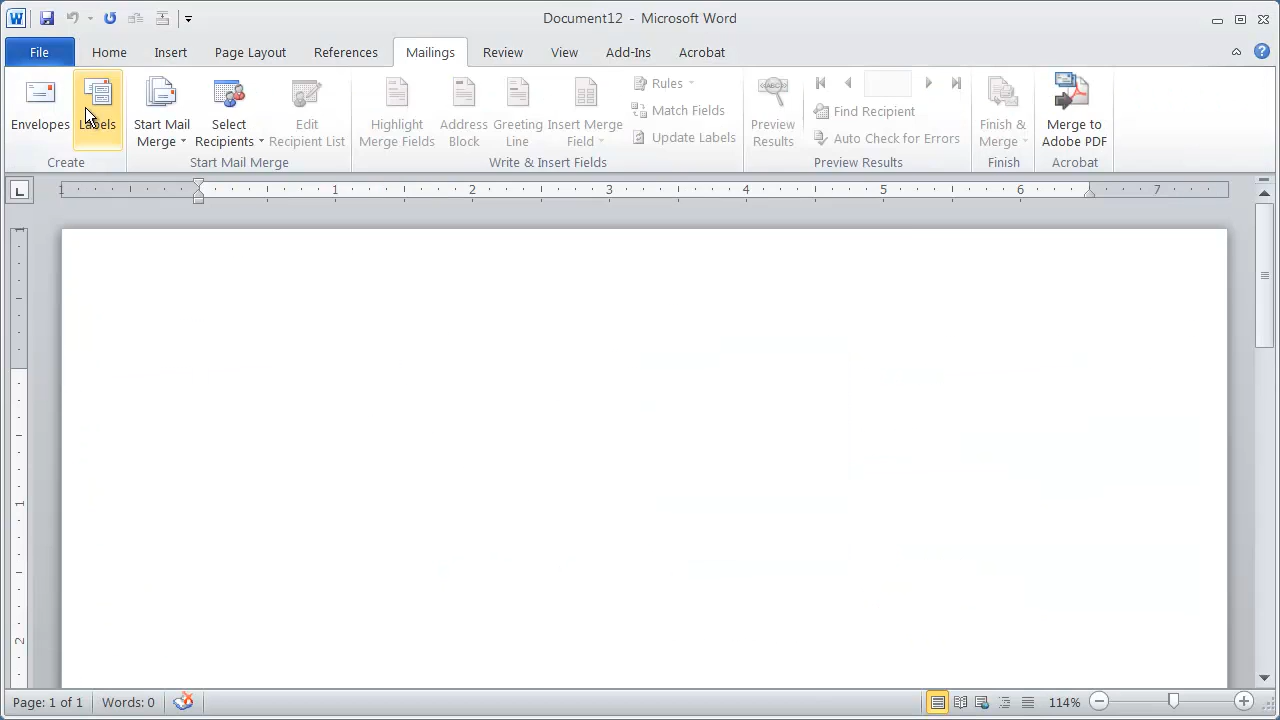 Document12 - Microsoft Word
File Home Insert Page Layout References Mailings Review View Add-Ins Acrobat
Envelopes
Labels
Create
Start Mail
Merge
Select
Recipients
Edit
Recipient List
Start Mail Merge
Highlight
Merge Fields
Address
Block
Greeting
Line
Insert Merge
Field
Rules
Match Fields
Update Labels
Write & Insert Fields
Preview
Results
Find Recipient
Auto Check for Errors
Preview Results
Finish &
Merge
Finish
Merge to
Adobe PDF
Acrobat
1 1 2 3 4 5 6 7
1
1
2
Page: 1 of 1 Words: 0 114%